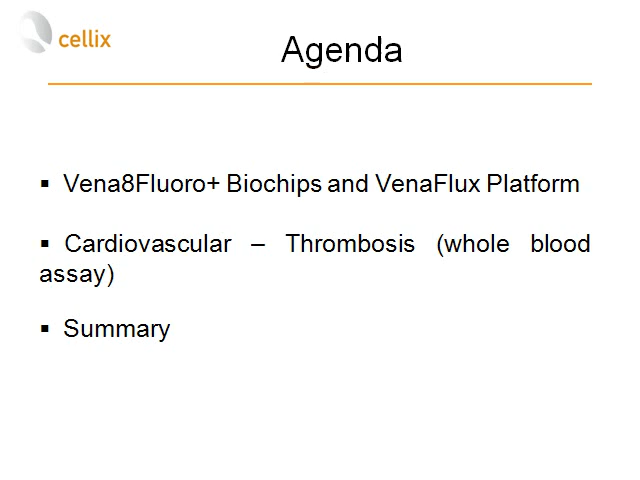 cellix
Agenda
▪ Vena8Fluoro+ Biochips and VenaFlux Platform
▪ Cardiovascular – Thrombosis (whole blood
assay)
▪ Summary